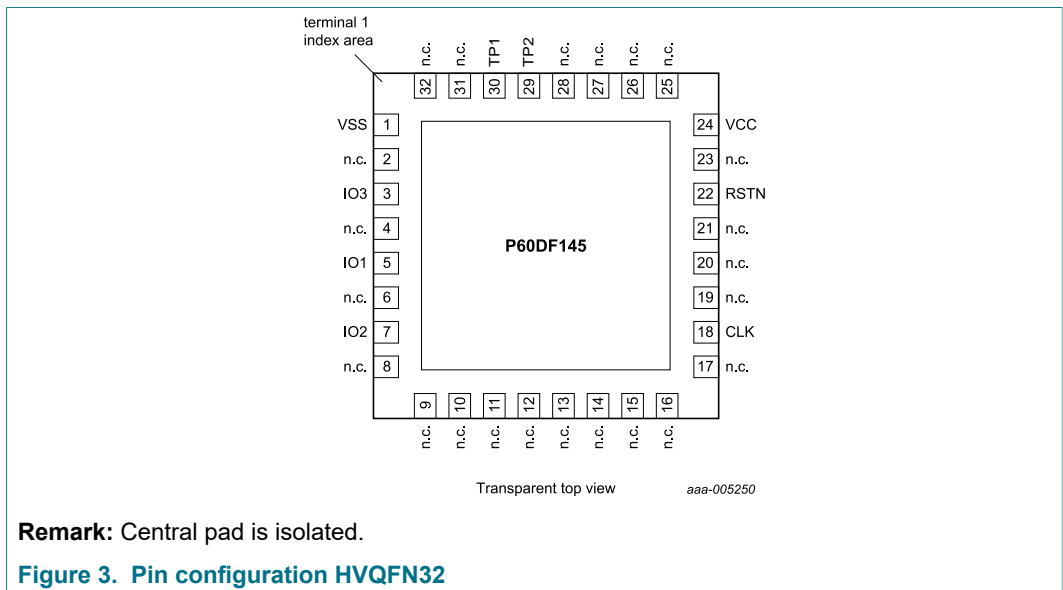 terminal 1
index area
n.c.
n.c.
TP1
TP2
n.c.
n.c.
n.c.
n.c.
32
31
30
29
28
27
26
25
VSS 1
n.c. 2
IO3 3
n.c. 4
IO1 5
n.c. 6
IO2 7
n.c. 8
P60DF145
24 VCC
23 n.c.
22 RSTN
21 n.c.
20 n.c.
19 n.c.
18 CLK
17 n.c.
9
10
11
12
13
14
15
16
n.c.
n.c.
n.c.
n.c.
n.c.
n.c.
n.c.
n.c.
Transparent top view
aaa-005250
Remark: Central pad is isolated.
Figure 3. Pin configuration HVQFN32